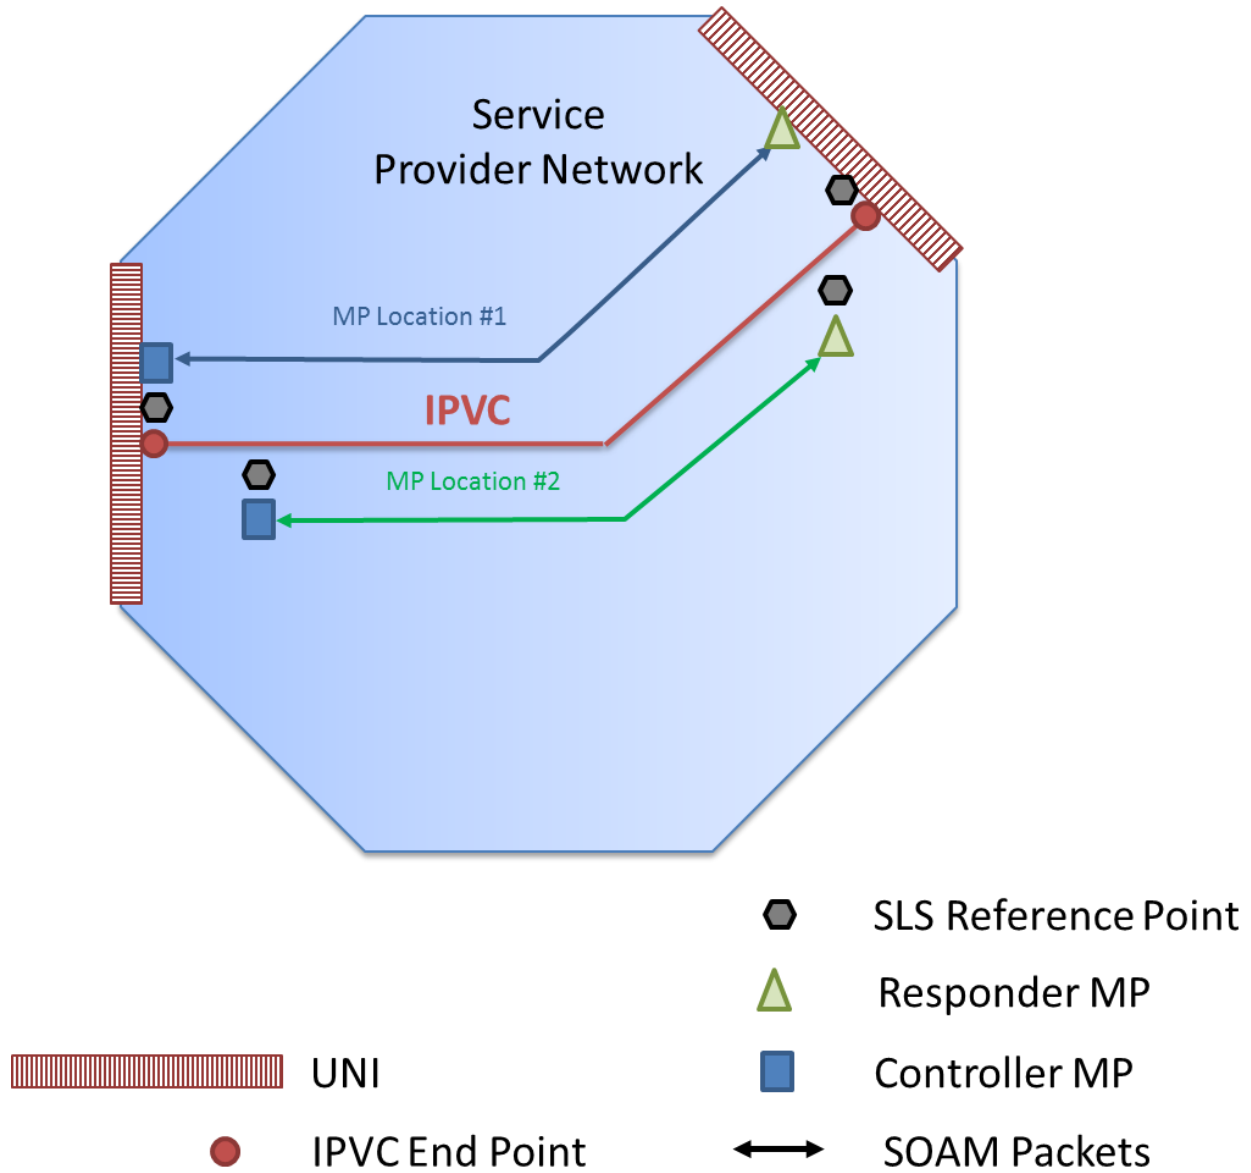 Service
Provider Network
MP Location #1
IPVC
MP Location #2
SLS Reference Point
Responder MP
UNI
Controller MP
IPVC End Point
SOAM Packets